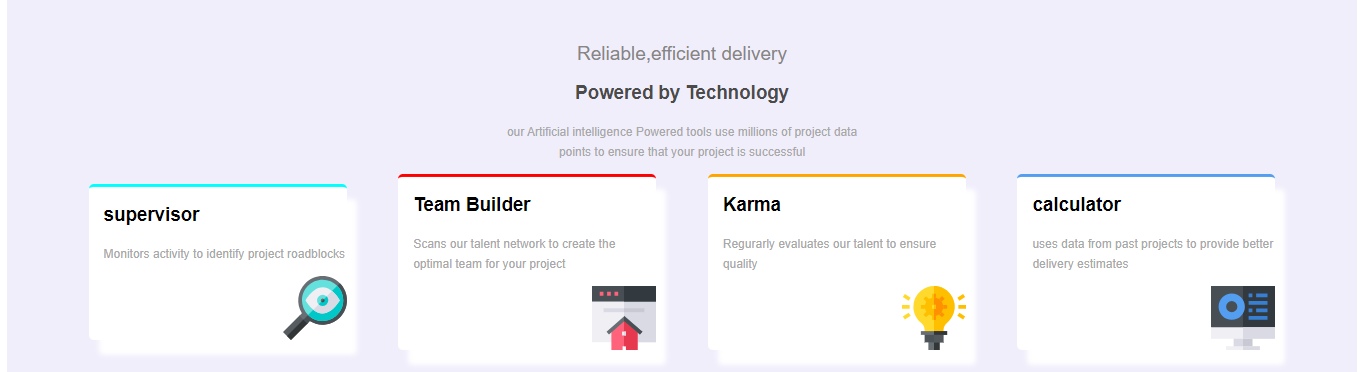 Reliable,efficient delivery
Powered by Technology
our Artificial intelligence Powered tools use millions of project data
points to ensure that your project is successful
supervisor
Monitors activity to identify project roadblocks
Team Builder
Scans our talent network to create the
optimal team for your project
Karma
Regurarly evaluates our talent to ensure
quality
calculator
uses data from past projects to provide better
delivery estimates